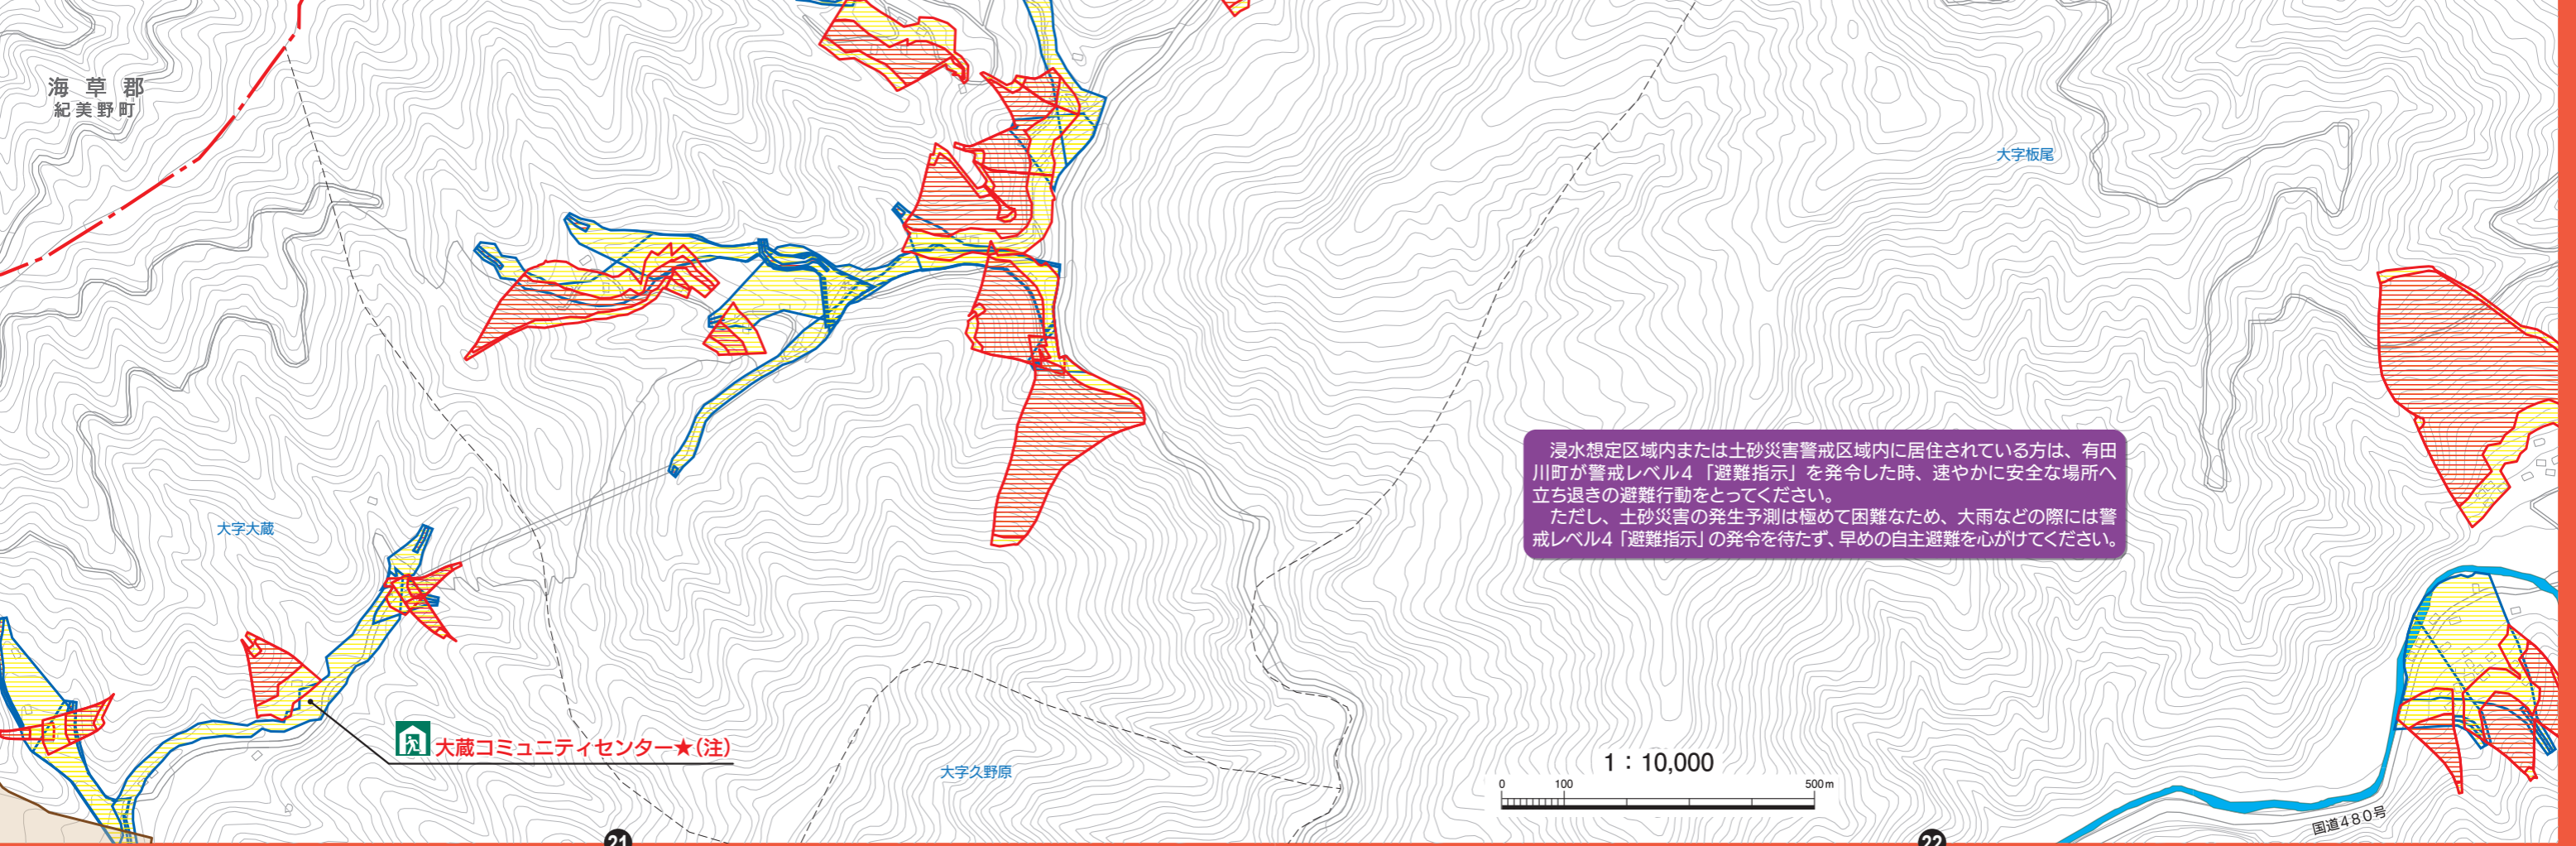 海草郡
紀美野町
大字板尾
浸水想定区域内または土砂災害警戒区域内に居住されている方は、有田
川町が警戒レベル4「避難指示」を発令した時、速やかに安全な場所へ
立ち退きの避難行動をとってください。
ただし、土砂災害の発生予測は極めて困難なため、大雨などの際には警
戒レベル4「避難指示」の発令を待たず、早めの自主避難を心がけてください。
大字大蔵
大蔵コミュニティセンター★(注)
大字久野原
1：10,000
0 100 500m
国道480号
21
22